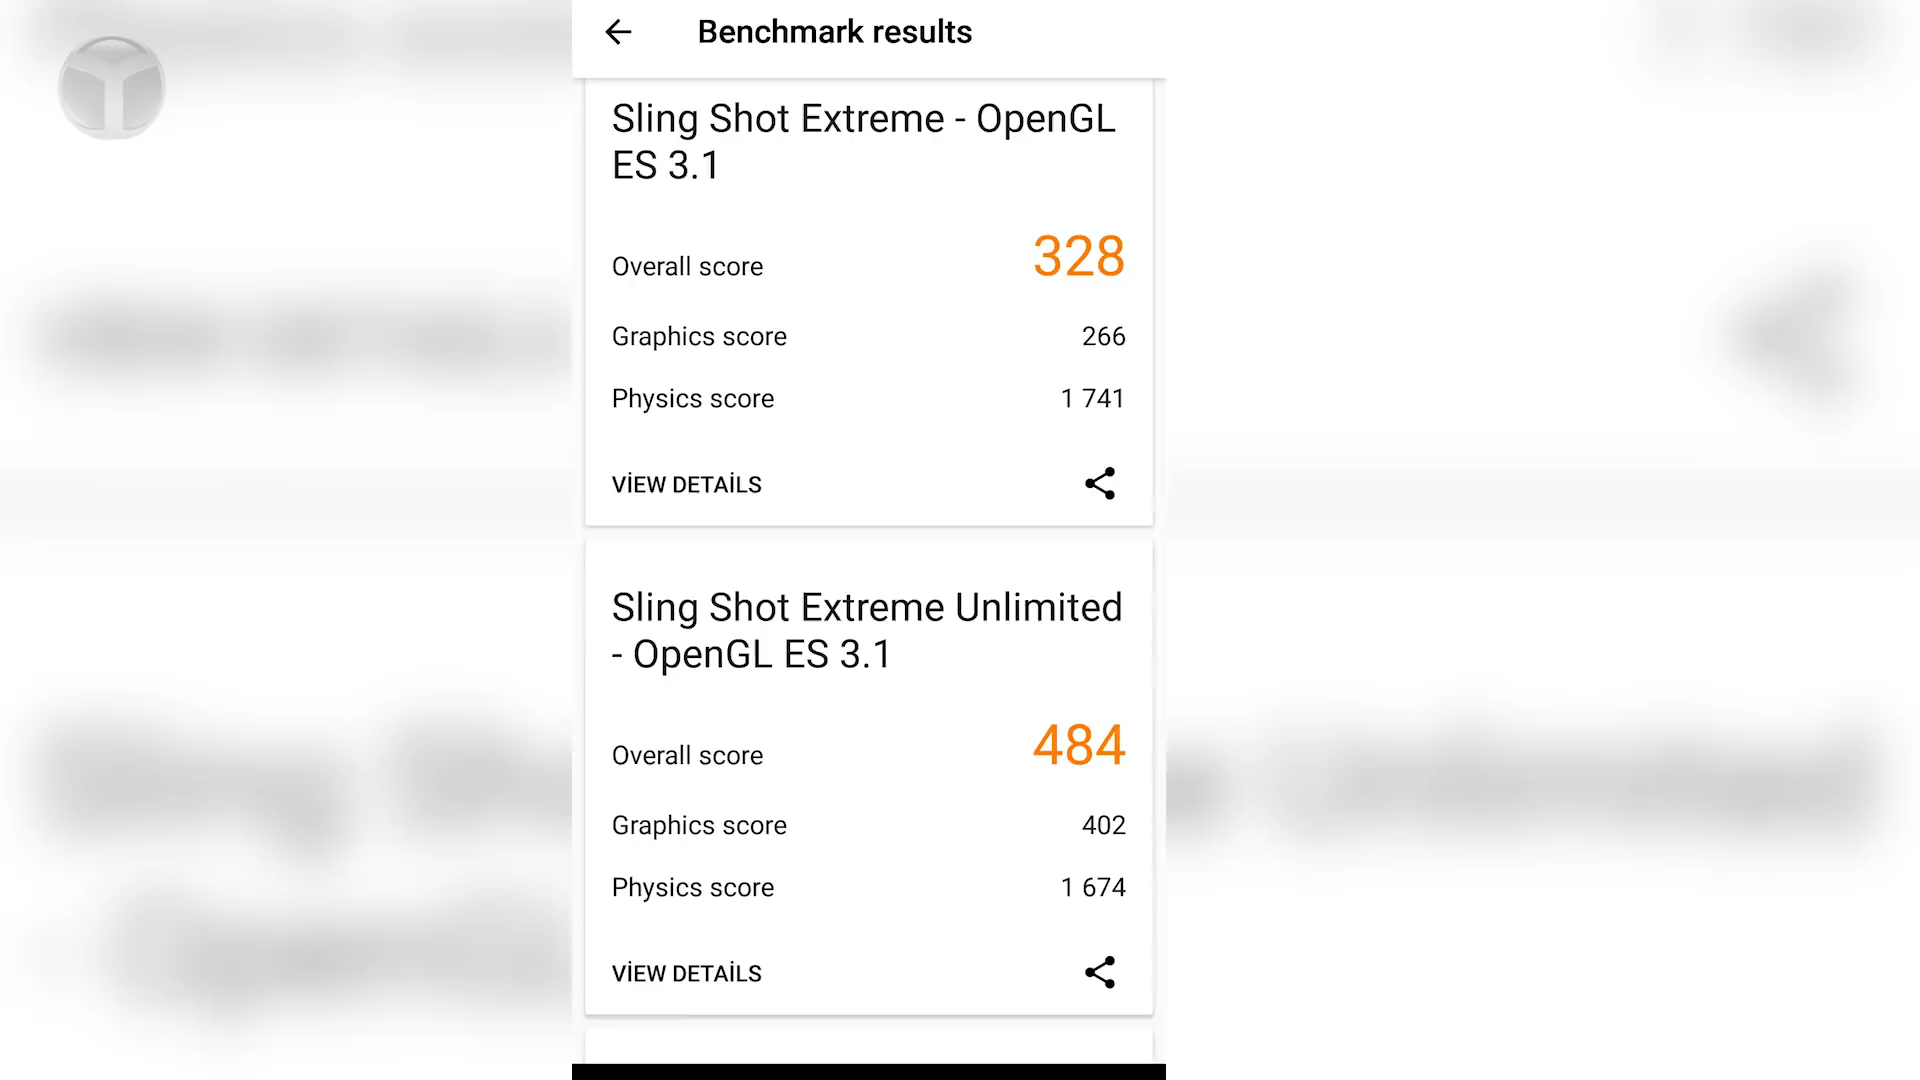 Benchmark results
Sling Shot Extreme - OpenGL
ES 3.1
Overall score 328
Graphics score 266
Physics score 1 741
VİEW DETAİLS
Sling Shot Extreme Unlimited
- OpenGL ES 3.1
Overall score 484
Graphics score 402
Physics score 1 674
VİEW DETAİLS